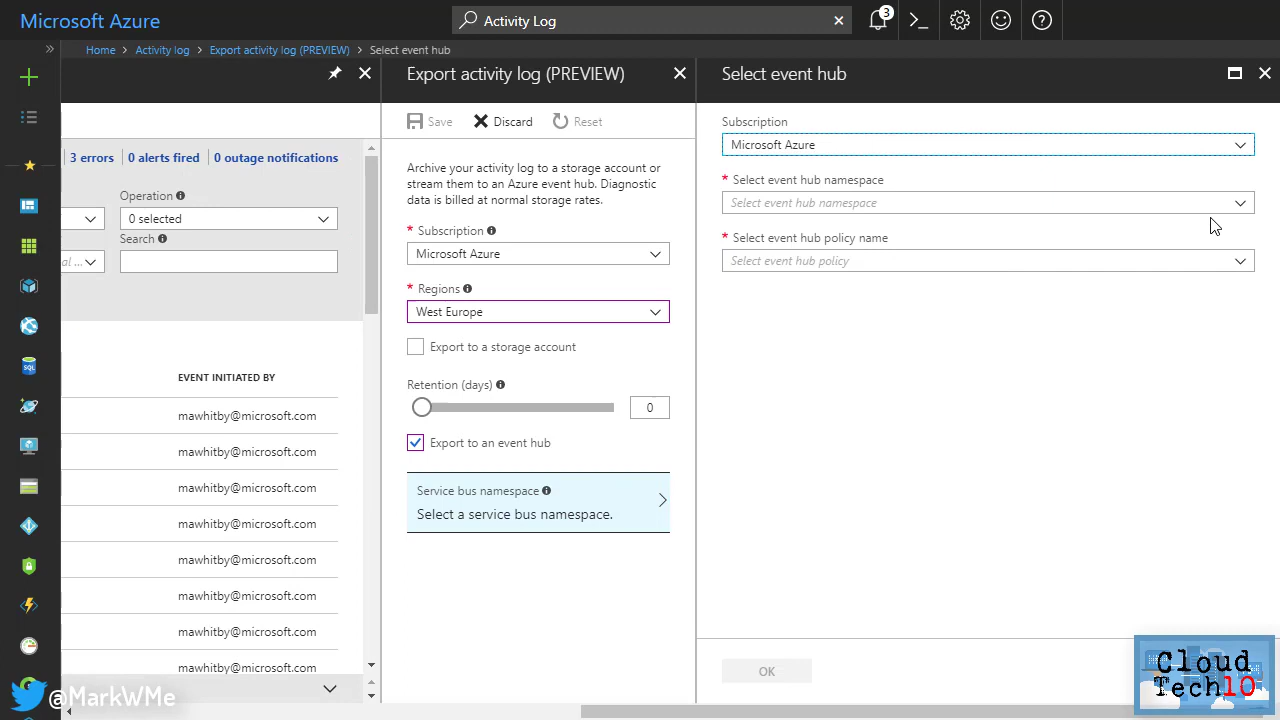 Microsoft Azure
Activity Log
3
Home
Activity log
Export activity log (PREVIEW)
Select event hub
3 errors
0 alerts fired
0 outage notifications
Operation
0 selected
Search
al ...
EVENT INITIATED BY
mawhitby@microsoft.com
mawhitby@microsoft.com
mawhitby@microsoft.com
mawhitby@microsoft.com
mawhitby@microsoft.com
mawhitby@microsoft.com
mawhitby@microsoft.com
mawhitby@microsoft.com
Export activity log (PREVIEW)
Save
Discard
Reset
Archive your activity log to a storage account or
stream them to an Azure event hub. Diagnostic
data is billed at normal storage rates.
* Subscription
Microsoft Azure
* Regions
West Europe
Export to a storage account
Retention (days)
0
Export to an event hub
Service bus namespace
Select a service bus namespace.
Select event hub
Subscription
Microsoft Azure
* Select event hub namespace
Select event hub namespace
* Select event hub policy name
Select event hub policy
OK
SQL
@MarkWMe
Cloud
Tech10